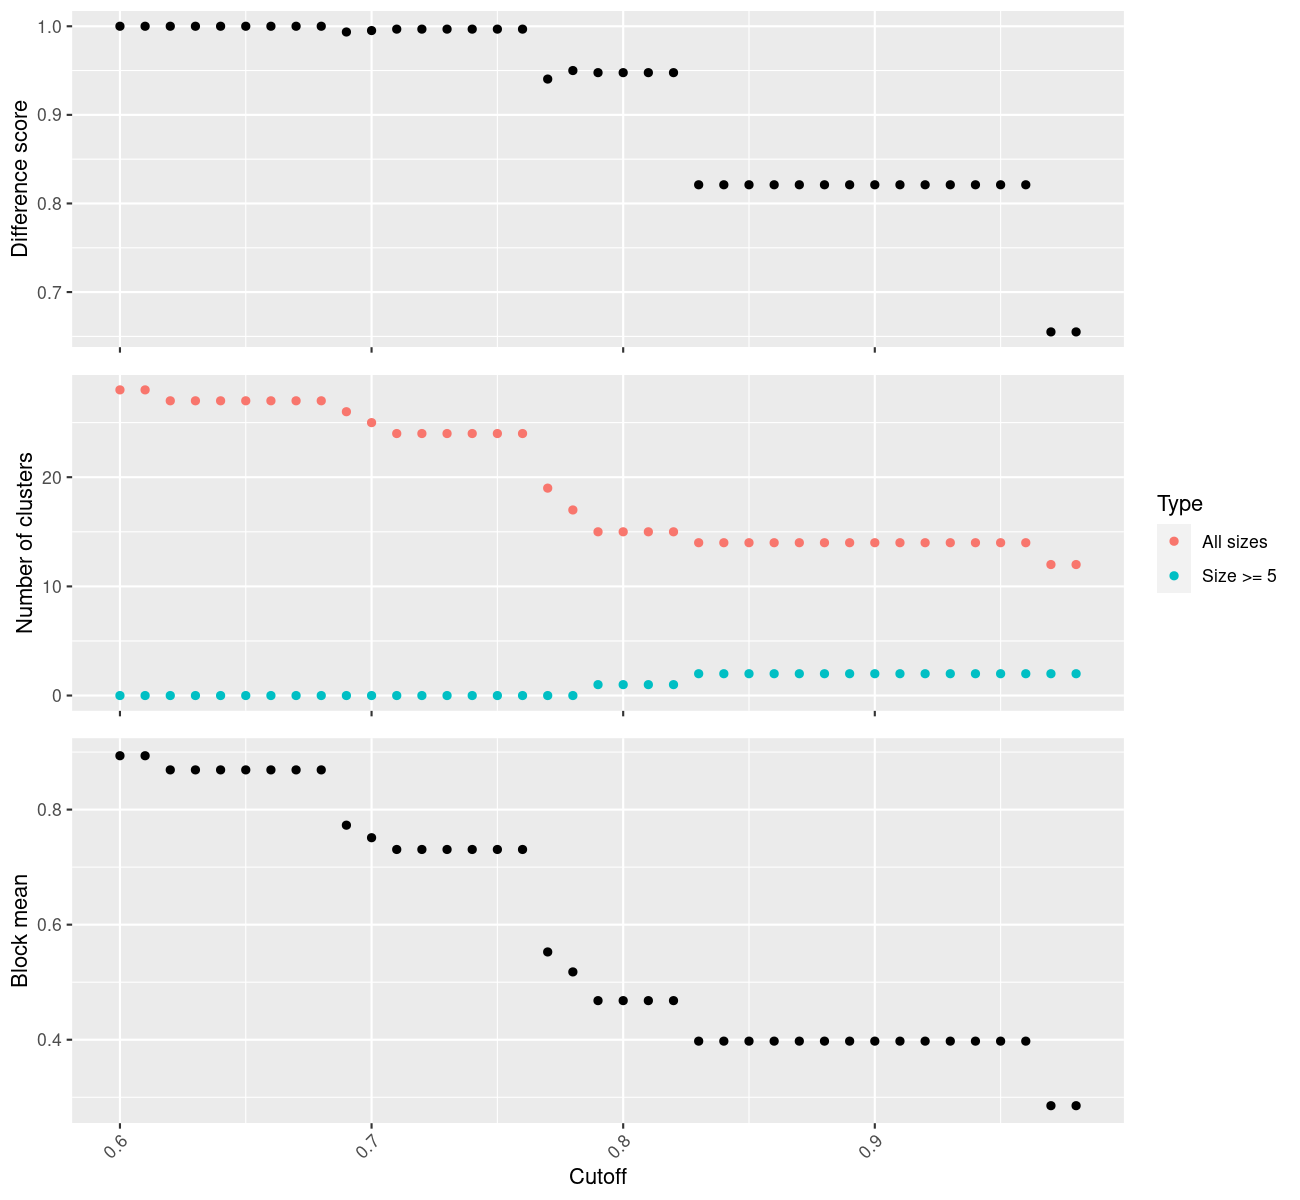 Difference score
1.0
0.9
0.8
0.7
Number of clusters
20
10
0
Type
All sizes
Size >= 5
Block mean
0.8
0.6
0.4
0.6
0.7
0.8
0.9
Cutoff